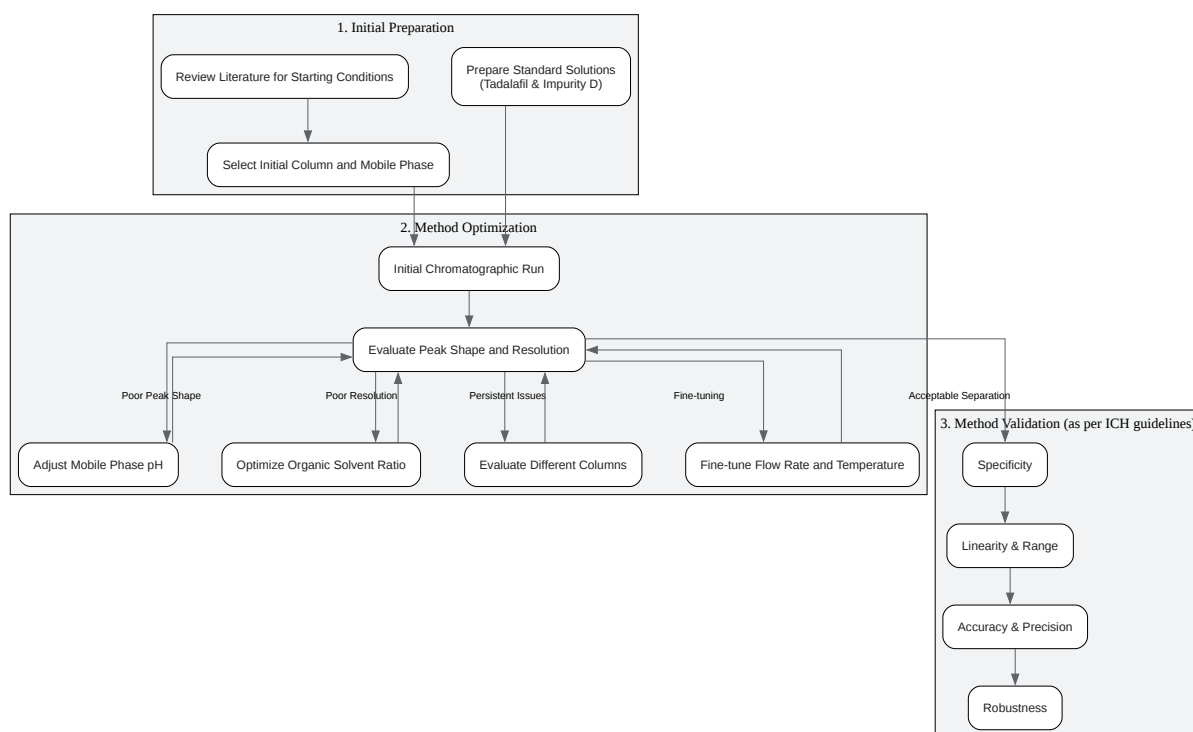 1. Initial Preparation
Review Literature for Starting Conditions
Prepare Standard Solutions
(Tadalafil & Impurity D)
Select Initial Column and Mobile Phase
2. Method Optimization
Initial Chromatographic Run
Evaluate Peak Shape and Resolution
Poor Peak Shape
Poor Resolution
Persistent Issues
Fine-tuning
Acceptable Separation
Adjust Mobile Phase pH
Optimize Organic Solvent Ratio
Evaluate Different Columns
Fine-tune Flow Rate and Temperature
3. Method Validation (as per ICH guidelines)
Specificity
Linearity & Range
Accuracy & Precision
Robustness